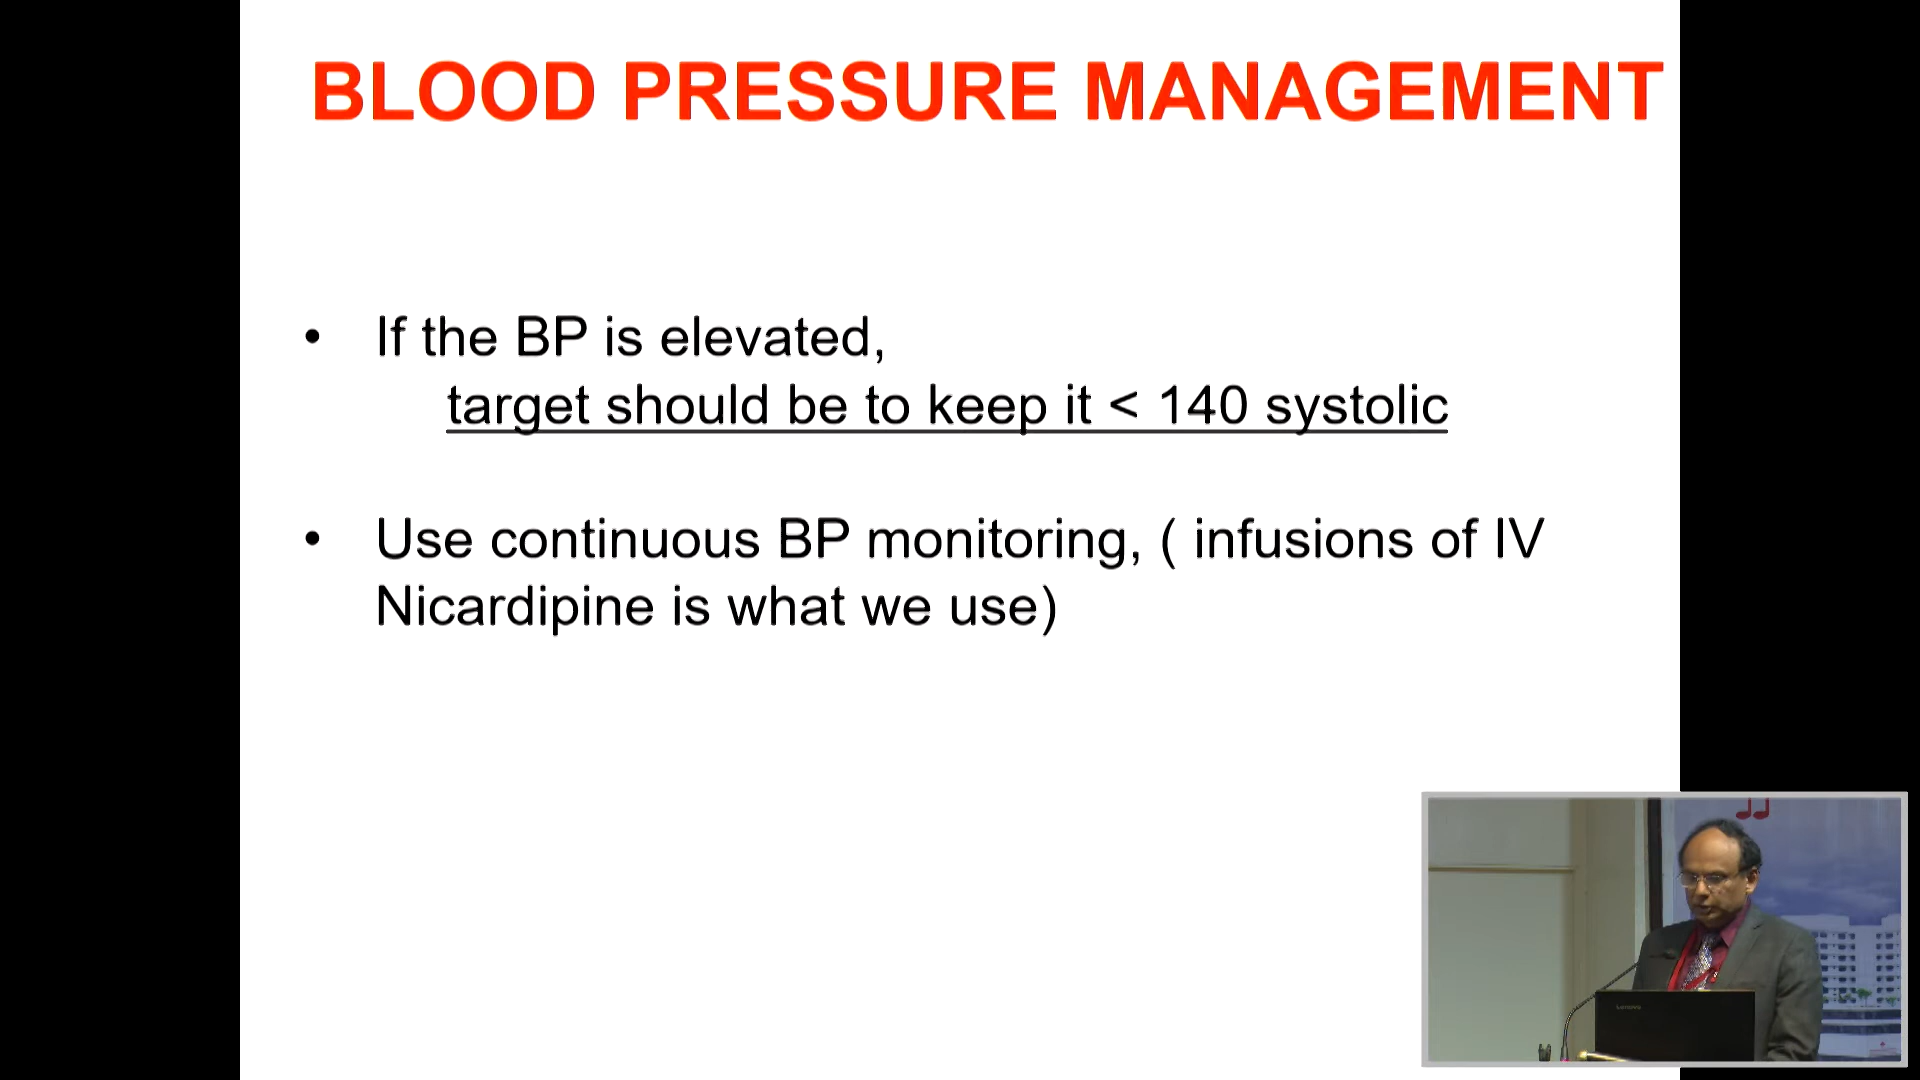 BLOOD PRESSURE MANAGEMENT
• If the BP is elevated,
target should be to keep it < 140 systolic
• Use continuous BP monitoring, ( infusions of IV
Nicardipine is what we use)
Lenovo